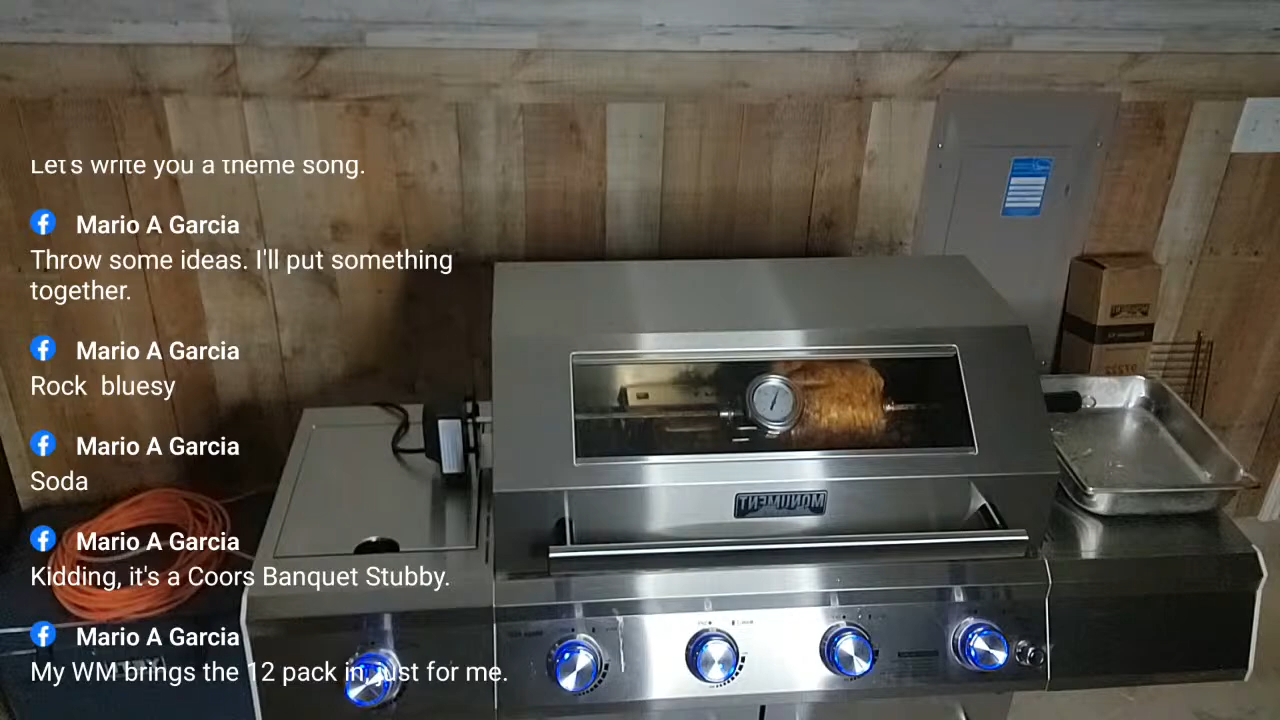 Let's write you a theme song.
Mario A Garcia
Throw some ideas. I'll put something
together.
Mario A Garcia
Rock bluesy
Mario A Garcia
Soda
Mario A Garcia
Kidding, it's a Coors Banquet Stubby.
Mario A Garcia
My WM brings the 12 pack in, just for me.
MONUMENT